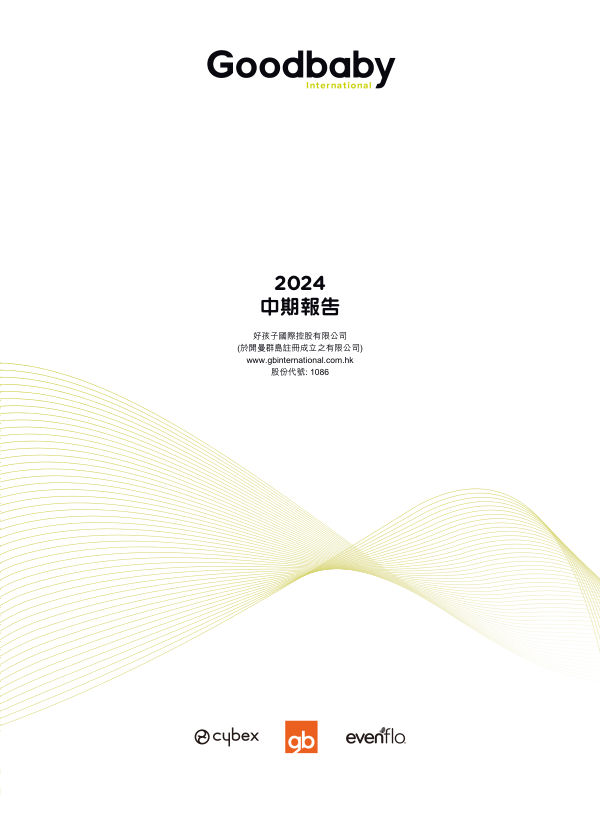 Goodbaby
International
2024
中期報告
好孩子國際控股有限公司
(於開曼群島註冊成立之有限公司)
www.gbinternational.com.hk
股份代號: 1086
cybex
gb
evenflo